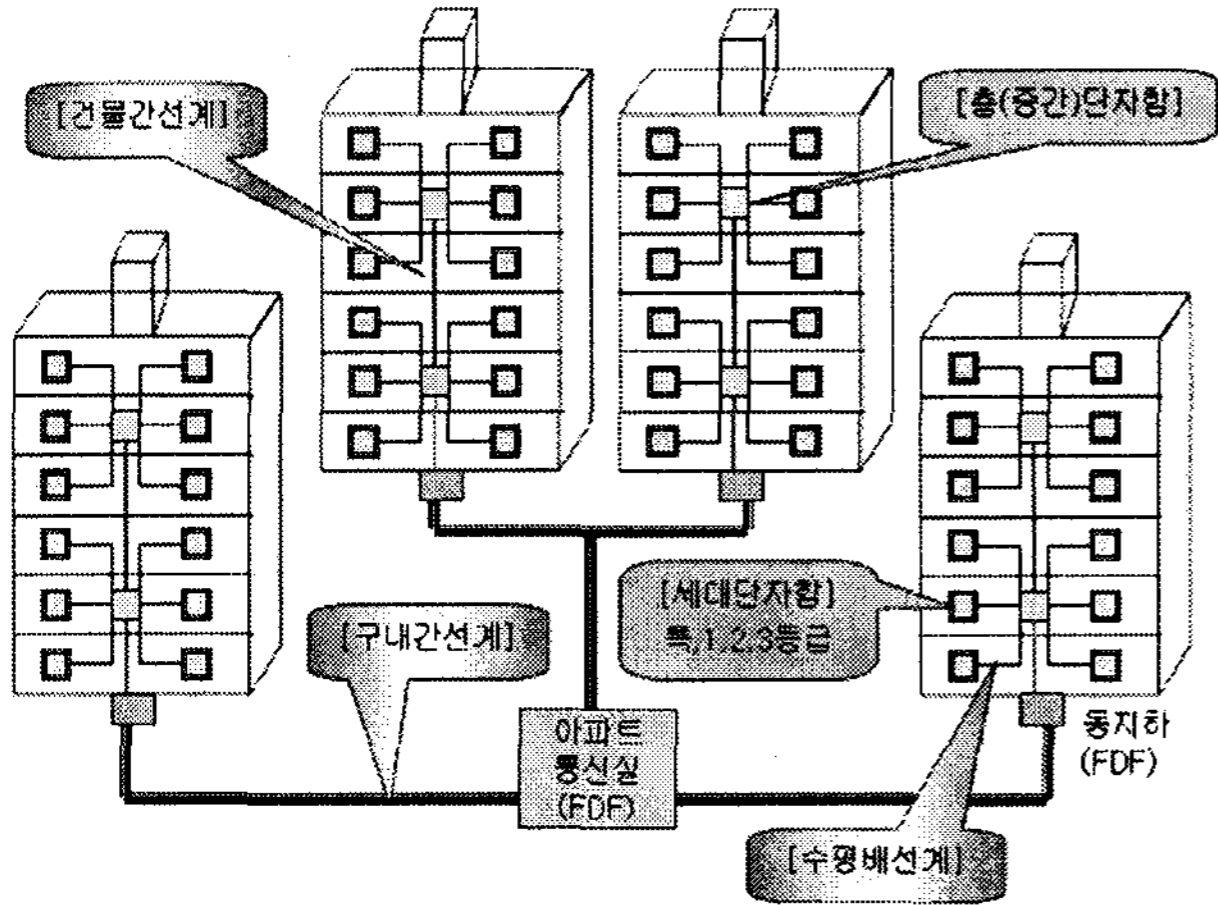 [건물간선계]
[층(중간)단자함]
[세대단자함]
특,1,2,3등급
[구내간선계]
아파트
통신실
(FDF)
동지하
(FDF)
[수평배선계]